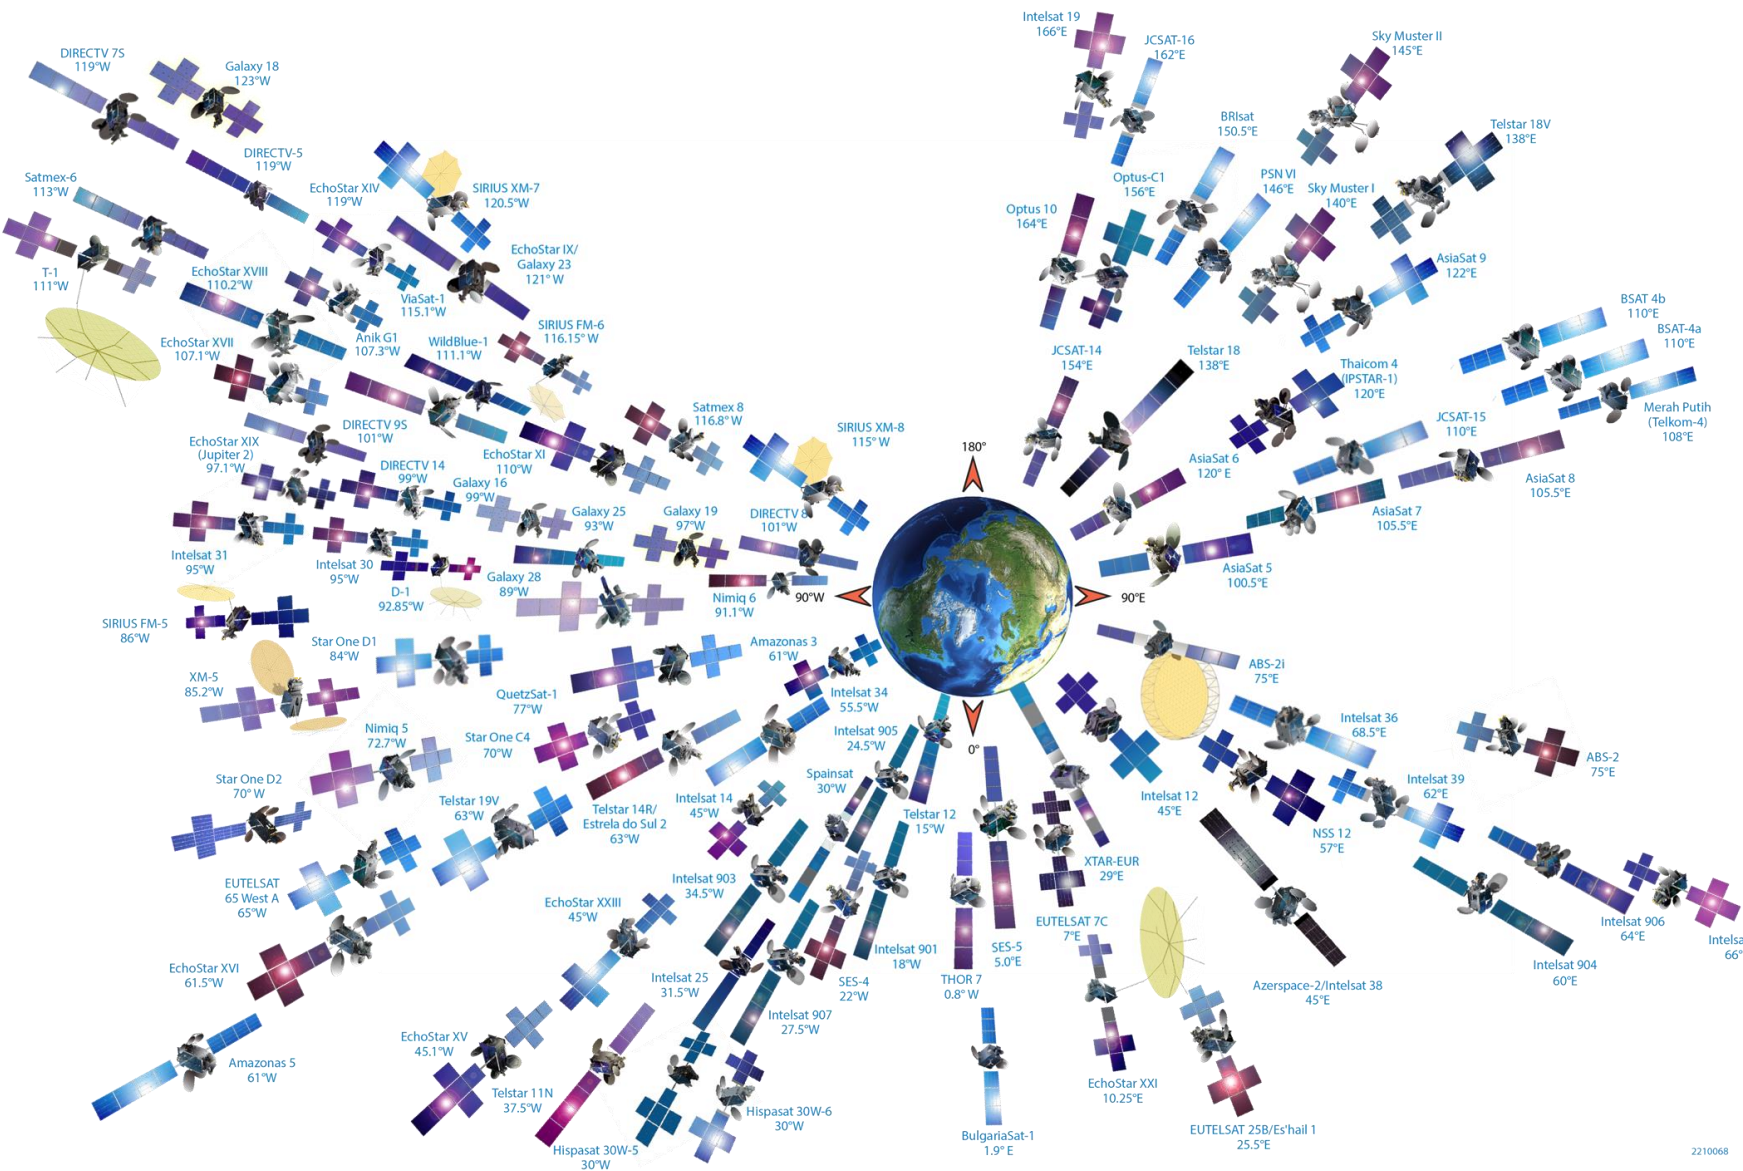 DIRECTV 7S
119°W
Galaxy 18
123°W
DIRECTV-5
119°W
Satmex-6
113°W
EchoStar XIV
119°W
SIRIUS XM-7
120.5°W
T-1
111°W
EchoStar XVIII
110.2°W
EchoStar IX/
Galaxy 23
121° W
ViaSat-1
115.1°W
EchoStar XVII
107.1°W
Anik G1
107.3°W
WildBlue-1
111.1°W
SIRIUS FM-6
116.15° W
EchoStar XIX
(Jupiter 2)
97.1°W
DIRECTV 9S
101°W
EchoStar XI
110°W
Satmex 8
116.8° W
SIRIUS XM-8
115° W
DIRECTV 14
99°W
Galaxy 16
99°W
Galaxy 25
93°W
Galaxy 19
97°W
DIRECTV 8
101°W
Intelsat 31
95°W
Intelsat 30
95°W
D-1
92.85°W
Galaxy 28
89°W
Nimiq 6
91.1°W
SIRIUS FM-5
86°W
Star One D1
84°W
XM-5
85.2°W
QuetzSat-1
77°W
Amazonas 3
61°W
Intelsat 34
55.5°W
Nimiq 5
72.7°W
Star One C4
70°W
Intelsat 905
24.5°W
Star One D2
70° W
Telstar 19V
63°W
Telstar 14R/
Estrela do Sul 2
63°W
Intelsat 14
45°W
Spainsat
30°W
Telstar 12
15°W
EUTELSAT
65 West A
65°W
EchoStar XXIII
45°W
Intelsat 903
34.5°W
EchoStar XVI
61.5°W
Intelsat 25
31.5°W
SES-4
22°W
Intelsat 901
18°W
Intelsat 907
27.5°W
Amazonas 5
61°W
EchoStar XV
45.1°W
Telstar 11N
37.5°W
Hispasat 30W-5
30°W
Hispasat 30W-6
30°W
180°
90°W
90°E
0°
Intelsat 19
166°E
JCSAT-16
162°E
Sky Muster II
145°E
BRIsat
150.5°E
Telstar 18V
138°E
Optus-C1
156°E
PSN VI
146°E
Sky Muster I
140°E
Optus 10
164°E
AsiaSat 9
122°E
BSAT 4b
110°E
BSAT-4a
110°E
JCSAT-14
154°E
Telstar 18
138°E
Thaicom 4
(IPSTAR-1)
120°E
Merah Putih
(Telkom-4)
108°E
JCSAT-15
110°E
AsiaSat 6
120° E
AsiaSat 8
105.5°E
AsiaSat 7
105.5°E
AsiaSat 5
100.5°E
ABS-2i
75°E
Intelsat 36
68.5°E
ABS-2
75°E
Intelsat 12
45°E
Intelsat 39
62°E
NSS 12
57°E
XTAR-EUR
29°E
Intelsat 906
64°E
Intelsa
66°
Intelsat 904
60°E
Azerspace-2/Intelsat 38
45°E
EUTELSAT 7C
7°E
SES-5
5.0°E
THOR 7
0.8° W
EchoStar XXI
10.25°E
EUTELSAT 25B/Es'hail 1
25.5°E
BulgariaSat-1
1.9° E
2210068